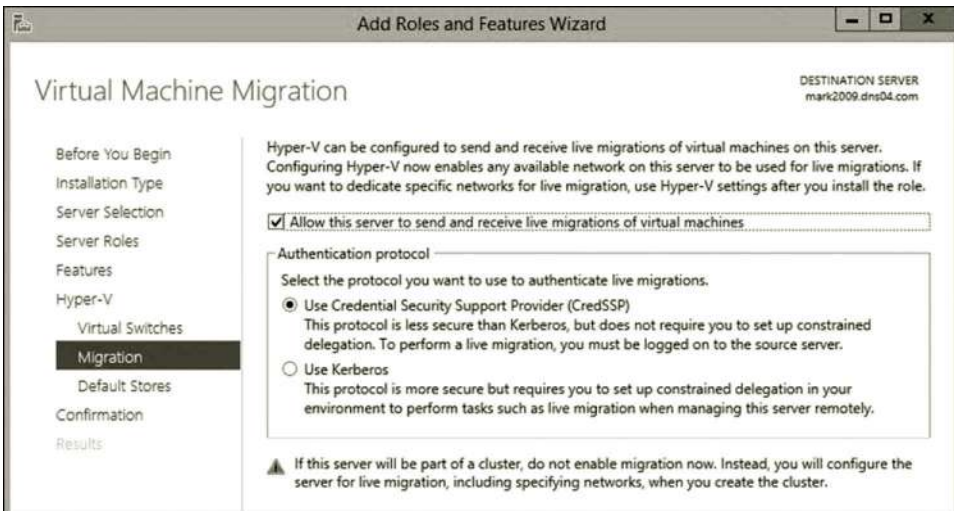 Add Roles and Features Wizard
Virtual Machine Migration
DESTINATION SERVER
mark2009.dns04.com
Before You Begin
Installation Type
Server Selection
Server Roles
Features
Hyper-V
Virtual Switches
Migration
Default Stores
Confirmation
Results
Hyper-V can be configured to send and receive live migrations of virtual machines on this server.
Configuring Hyper-V now enables any available network on this server to be used for live migrations. If
you want to dedicate specific networks for live migration, use Hyper-V settings after you install the role.
Allow this server to send and receive live migrations of virtual machines
Authentication protocol
Select the protocol you want to use to authenticate live migrations.
Use Credential Security Support Provider (CredSSP)
This protocol is less secure than Kerberos, but does not require you to set up constrained
delegation. To perform a live migration, you must be logged on to the source server.
Use Kerberos
This protocol is more secure but requires you to set up constrained delegation in your
environment to perform tasks such as live migration when managing this server remotely.
If this server will be part of a cluster, do not enable migration now. Instead, you will configure the
server for live migration, including specifying networks, when you create the cluster.